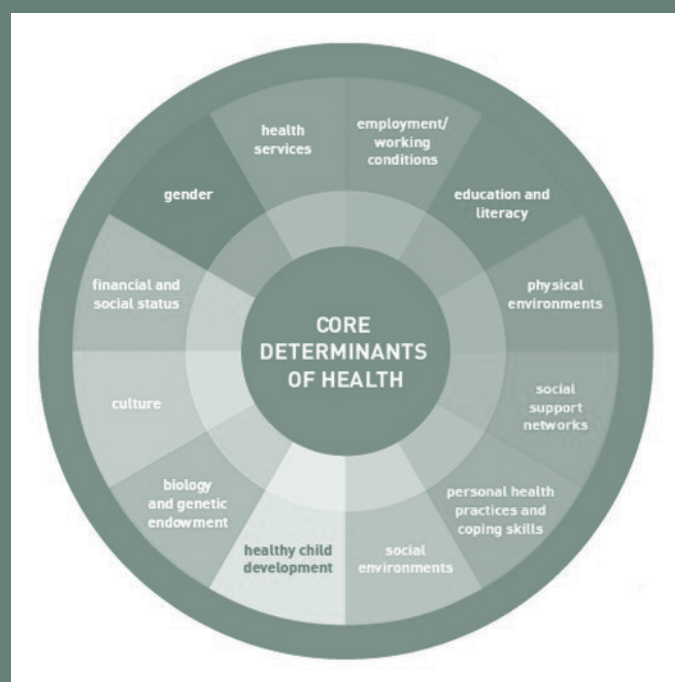 CORE
DETERMINANTS
OF HEALTH
health
services
employment/
working
conditions
education and
literacy
physical
environments
social
support
networks
personal health
practices and
coping skills
social
environments
healthy child
development
biology
and genetic
endowment
culture
financial and
social status
gender